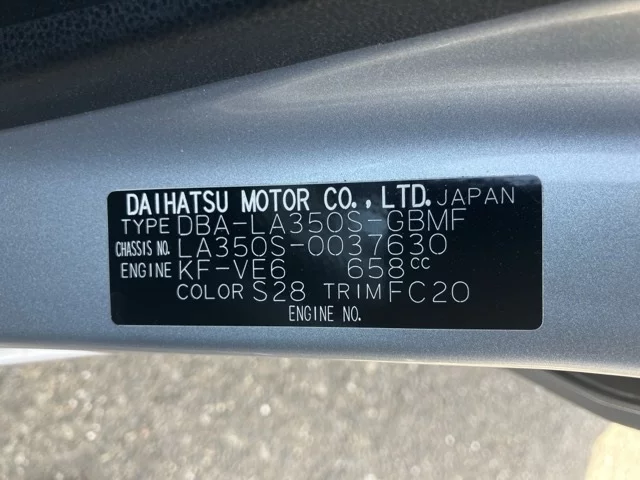 DAIHATSU MOTOR CO., LTD. JAPAN
TYPE DBA-LA350S-GBMF
CHASSIS NO. LA350S-0037630
ENGINE KF-VE6 658cc
COLOR S28 TRIM FC20
ENGINE NO.